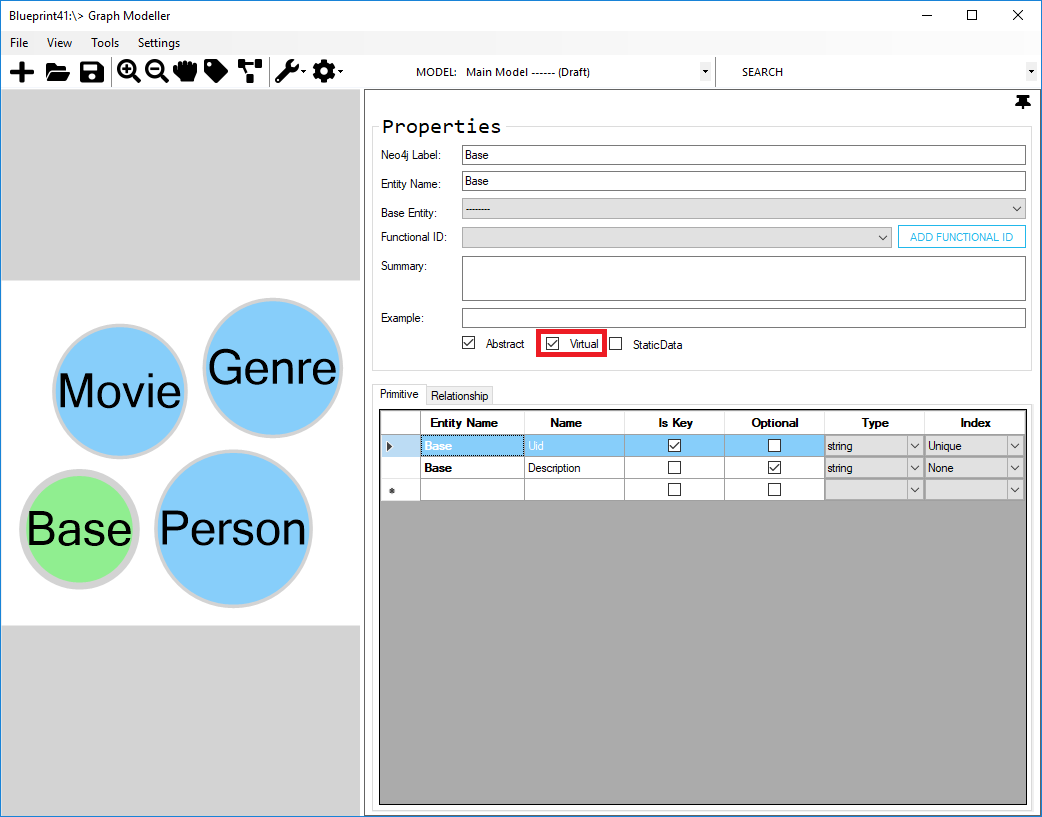 Blueprint41:\> Graph Modeller
File View Tools Settings
MODEL: Main Model ------ (Draft) SEARCH
Movie
Genre
Base
Person
Properties
Neo4j Label: Base
Entity Name: Base
Base Entity: --------
Functional ID: ADD FUNCTIONAL ID
Summary:
Example:
Abstract Virtual StaticData
Primitive Relationship
Entity Name Name Is Key Optional Type Index
Base Uid string Unique
Base Description string None